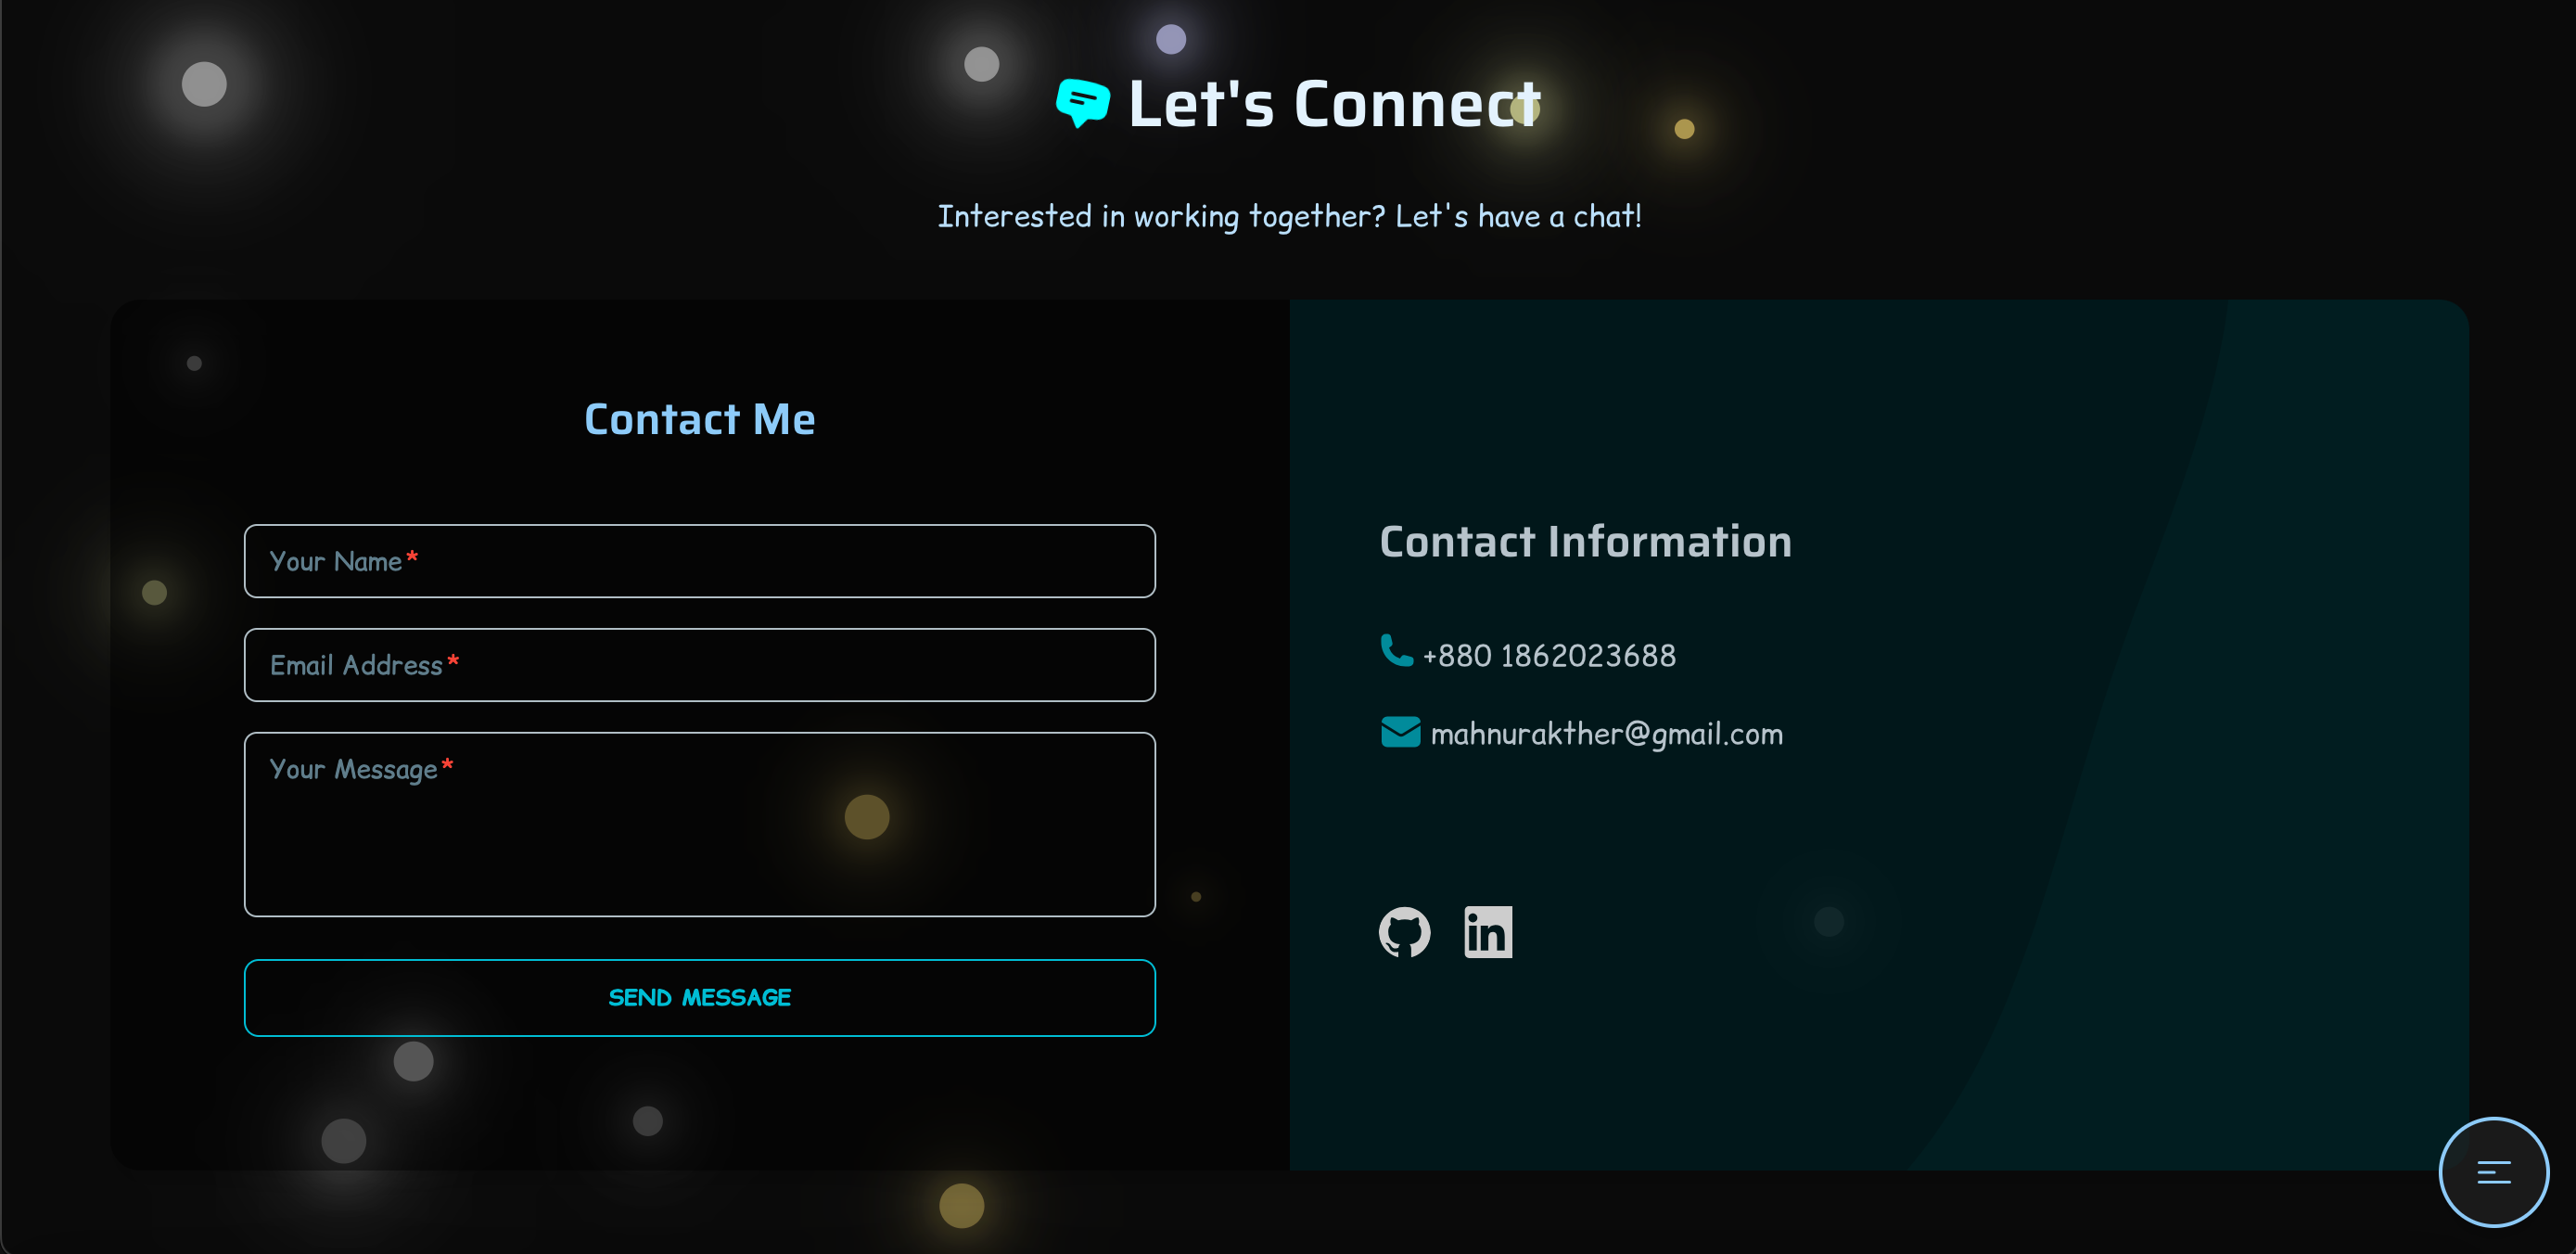 Let's Connect
Interested in working together? Let's have a chat!
Contact Me
Your Name*
Email Address*
Your Message*
SEND MESSAGE
Contact Information
+880 1862023688
mahnurakther@gmail.com
in